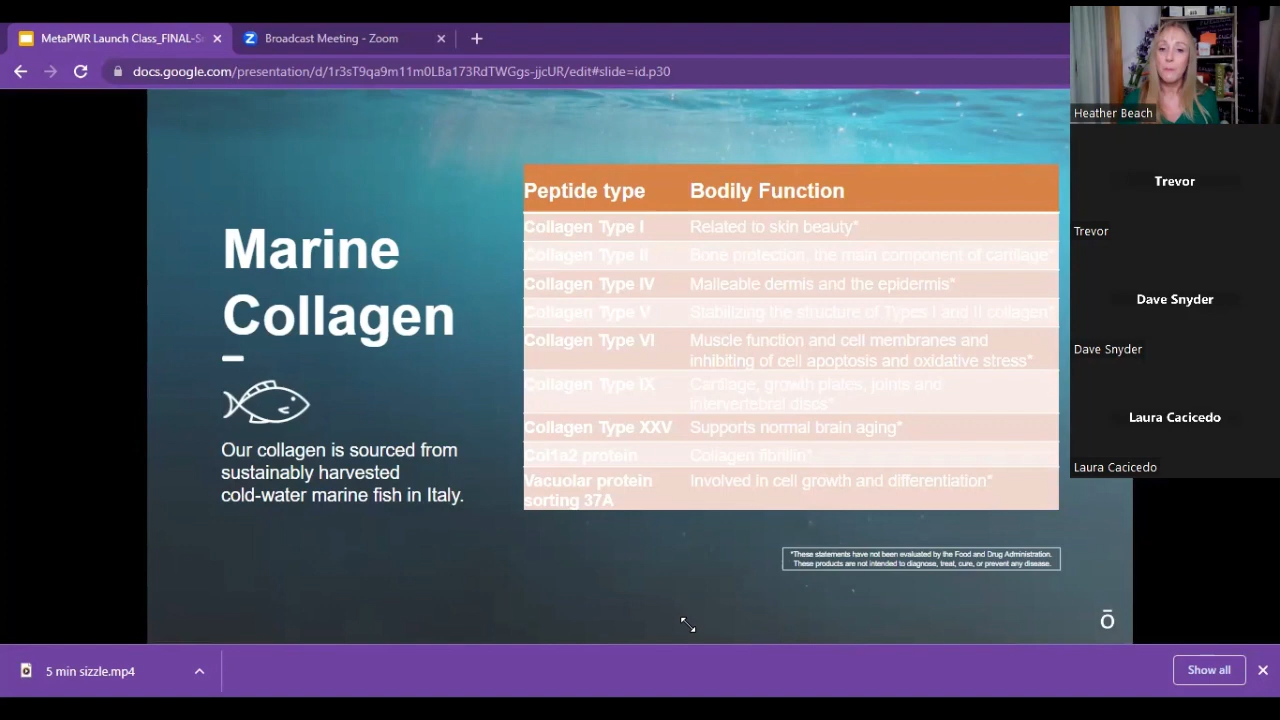 MetaPWR Launch Class_FINAL-S
Broadcast Meeting - Zoom
docs.google.com/presentation/d/1r3sT9qa9m11m0LBa173RdTWGgs-jjcUR/edit#slide=id.p30
Marine
Collagen
Our collagen is sourced from
sustainably harvested
cold-water marine fish in Italy.
Peptide type Bodily Function
Collagen Type I Related to skin beauty*
Collagen Type II Bone protection, the main component of cartilage*
Collagen Type IV Malleable dermis and the epidermis*
Collagen Type V Stabilizing the structure of Types I and II collagen*
Collagen Type VI Muscle function and cell membranes and
inhibiting of cell apoptosis and oxidative stress*
Collagen Type IX Cartilage, growth plates, joints and
intervertebral discs*
Collagen Type XXV Supports normal brain aging*
Col1a2 protein Collagen fibrillin*
Vacuolar protein Involved in cell growth and differentiation*
sorting 37A
*These statements have not been evaluated by the Food and Drug Administration.
These products are not intended to diagnose, treat, cure, or prevent any disease.
ō
Heather Beach
Trevor
Trevor
Dave Snyder
Dave Snyder
Laura Cacicedo
Laura Cacicedo
5 min sizzle.mp4
Show all